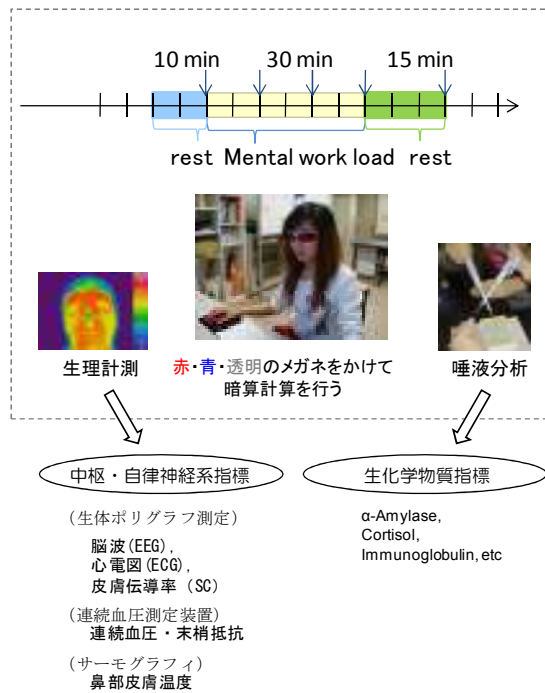 10 min 30 min 15 min
rest Mental work load rest
生理計測
赤・青・透明のメガネをかけて
暗算計算を行う
唾液分析
中枢・自律神経系指標
生化学物質指標
(生体ポリグラフ測定)
脳波(EEG),
心電図(ECG),
皮膚伝導率 (SC)
(連続血圧測定装置)
連続血圧・末梢抵抗
(サーモグラフィ)
鼻部皮膚温度
α-Amylase,
Cortisol,
Immunoglobulin, etc